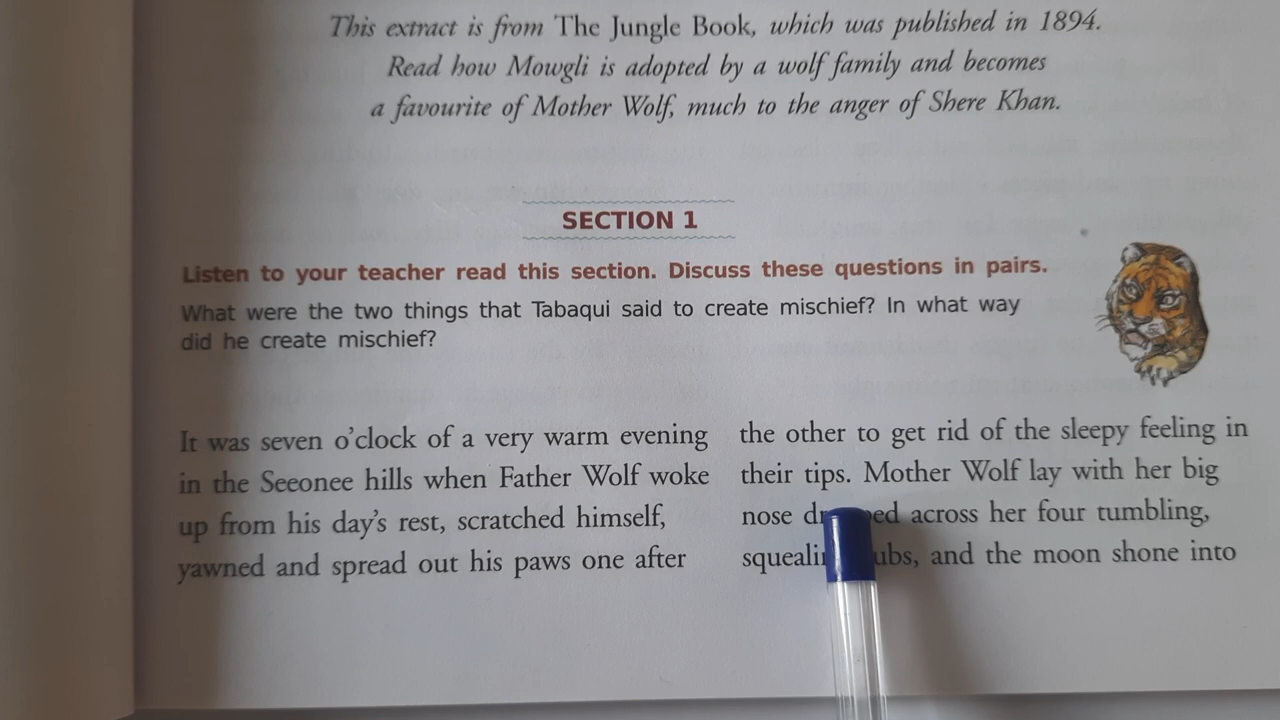 This extract is from The Jungle Book, which was published in 1894.
Read how Mowgli is adopted by a wolf family and becomes
a favourite of Mother Wolf, much to the anger of Shere Khan.
SECTION 1
Listen to your teacher read this section. Discuss these questions in pairs.
What were the two things that Tabaqui said to create mischief? In what way
did he create mischief?
It was seven o’clock of a very warm evening
in the Seeonee hills when Father Wolf woke
up from his day’s rest, scratched himself,
yawned and spread out his paws one after
the other to get rid of the sleepy feeling in
their tips. Mother Wolf lay with her big
nose across her four tumbling,
and the moon shone into